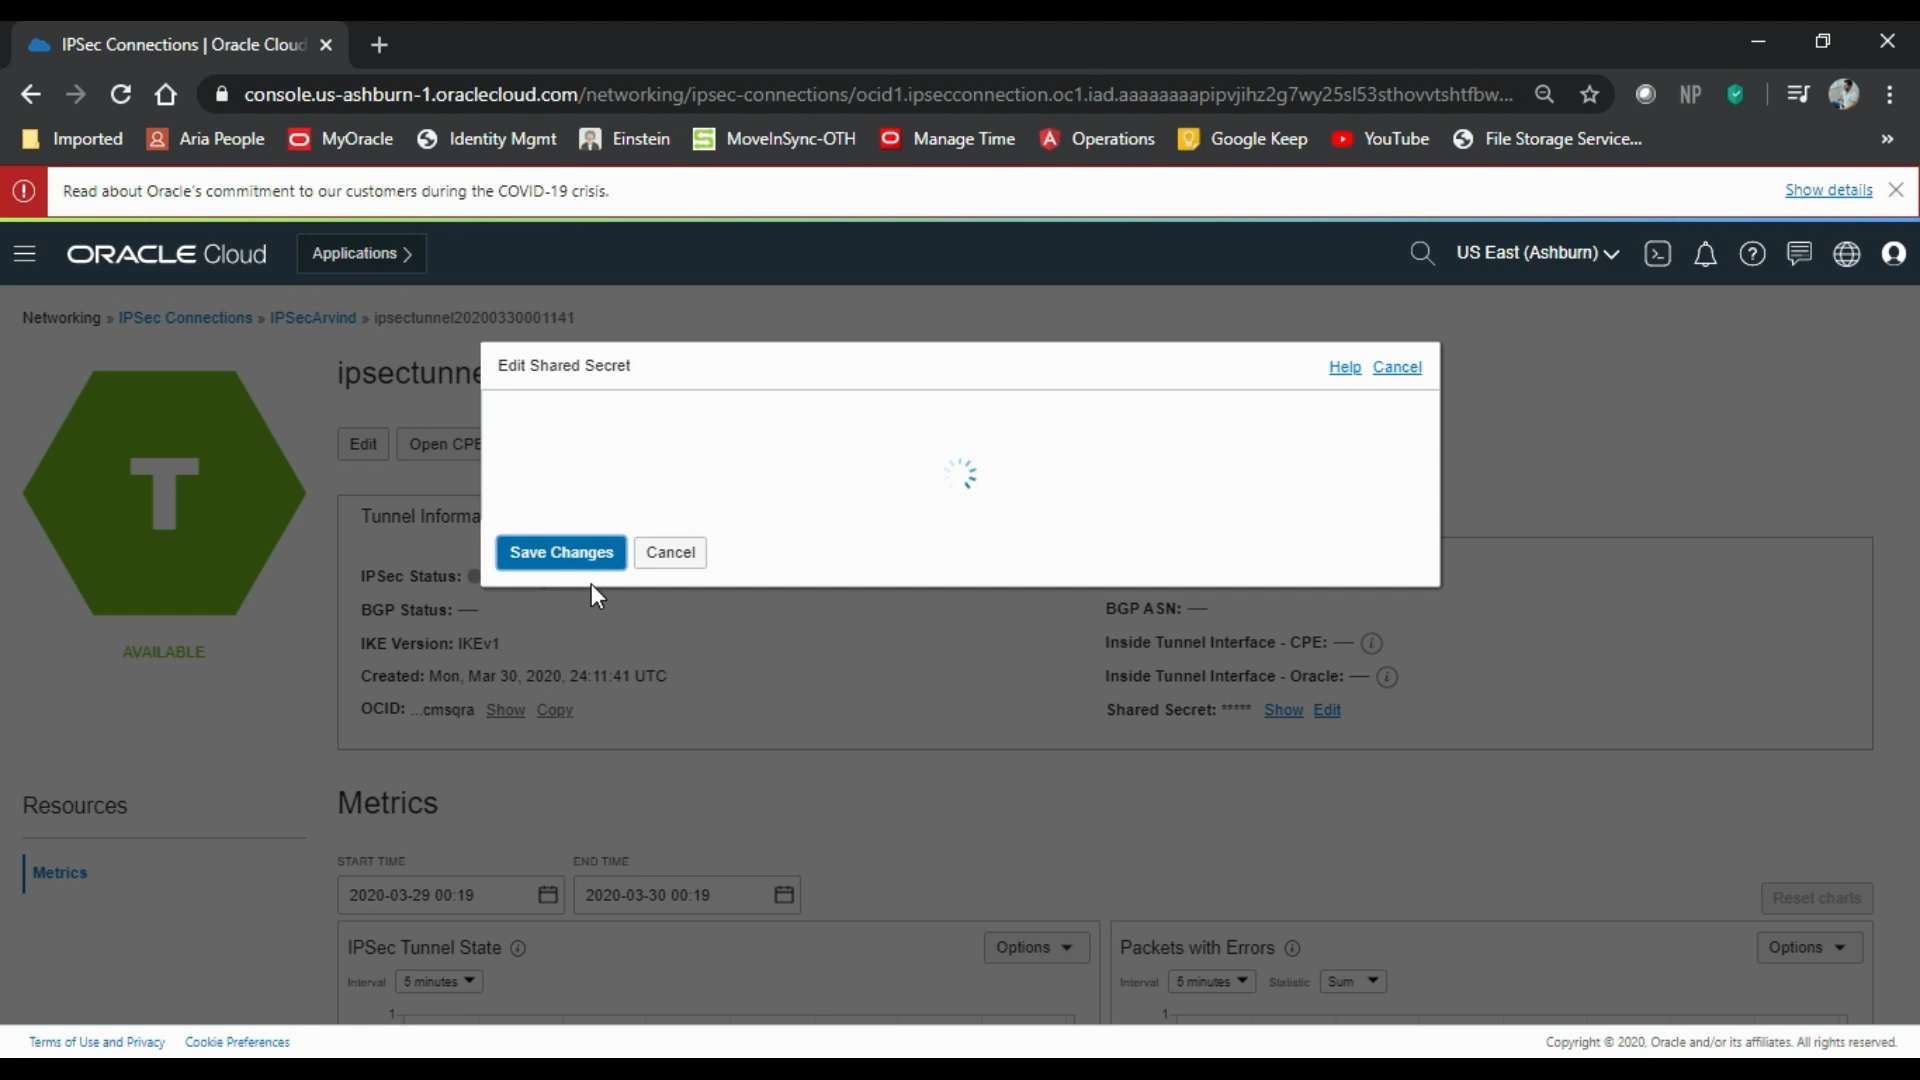 IPSec Connections | Oracle Cloud
console.us-ashburn-1.oraclecloud.com/networking/ipsec-connections/ocid1.ipsecconnection.oc1.iad.aaaaaaaapipvjihz2g7wy25sl53sthovvtshtfbw...
NP
Imported
Aria People
MyOracle
Identity Mgmt
Einstein
MoveInSync-OTH
Manage Time
Operations
Google Keep
YouTube
File Storage Service...
»
Read about Oracle's commitment to our customers during the COVID-19 crisis.
Show details
ORACLE Cloud
Applications
US East (Ashburn)
Networking » IPSec Connections » IPSecArvind » ipsectunnel20200330001141
T
AVAILABLE
ipsectunne
Edit
Open CPE
Edit Shared Secret
Help
Cancel
Save Changes
Cancel
Tunnel Informa
IPSec Status:
BGP Status: —
IKE Version: IKEv1
Created: Mon, Mar 30, 2020, 24:11:41 UTC
OCID: ...cmsqra Show Copy
BGP ASN: —
Inside Tunnel Interface - CPE: —
Inside Tunnel Interface - Oracle: —
Shared Secret: ***** Show Edit
Resources
Metrics
Metrics
START TIME
END TIME
2020-03-29 00:19
2020-03-30 00:19
Reset charts
IPSec Tunnel State
Options
Interval
5 minutes
1
Packets with Errors
Options
Interval
5 minutes
Statistic
Sum
1
Terms of Use and Privacy
Cookie Preferences
Copyright © 2020, Oracle and/or its affiliates. All rights reserved.